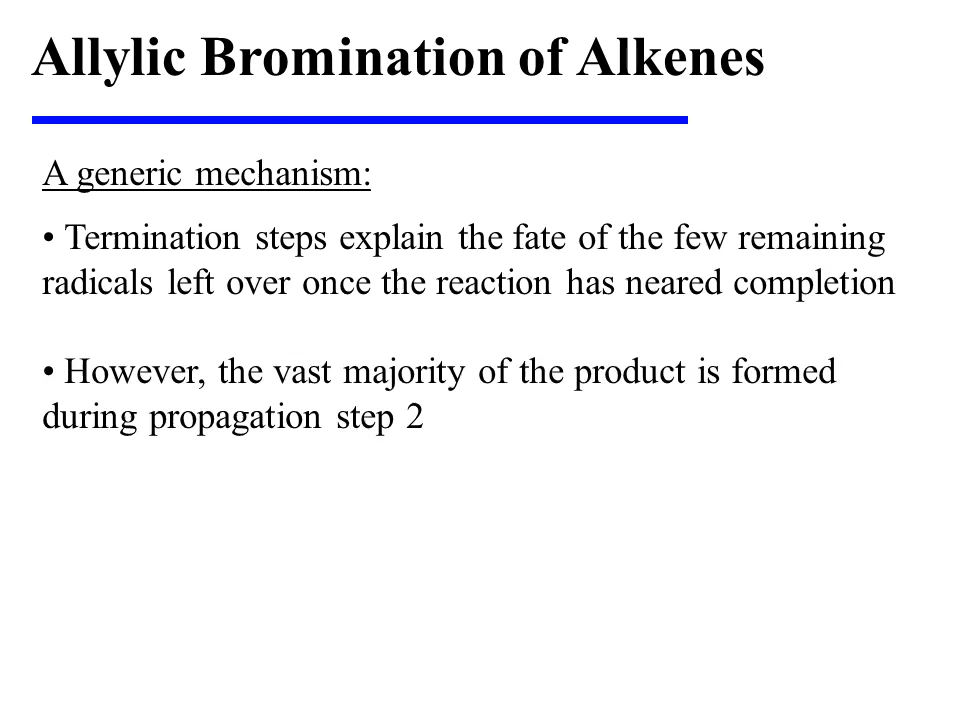 Allylic Bromination of Alkenes
A generic mechanism:
• Termination steps explain the fate of the few remaining
radicals left over once the reaction has neared completion
• However, the vast majority of the product is formed
during propagation step 2